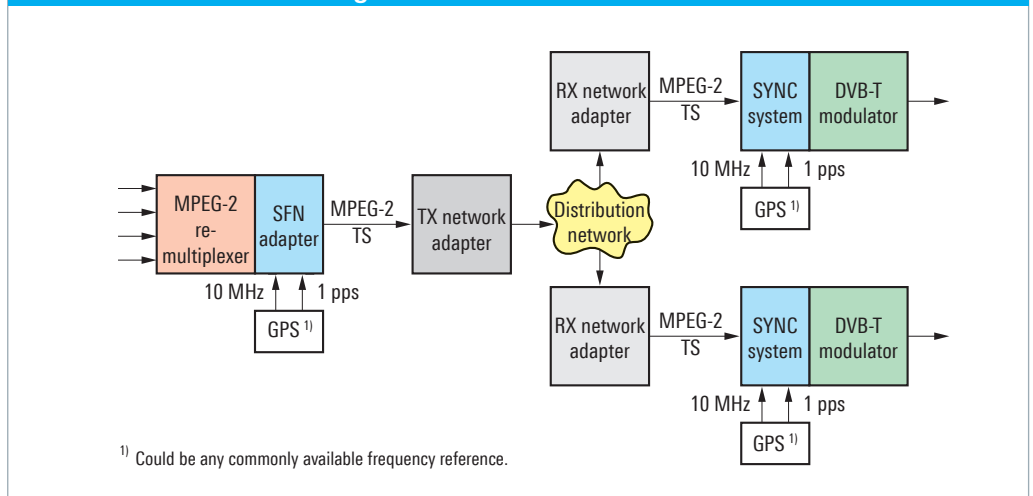 MPEG-2
re-
multiplexer
SFN
adapter
MPEG-2
TS
10 MHz
1 pps
GPS 1)
TX network
adapter
Distribution
network
RX network
adapter
MPEG-2
TS
SYNC
system
DVB-T
modulator
10 MHz
1 pps
GPS 1)
RX network
adapter
MPEG-2
TS
SYNC
system
DVB-T
modulator
10 MHz
1 pps
GPS 1)
1) Could be any commonly available frequency reference.